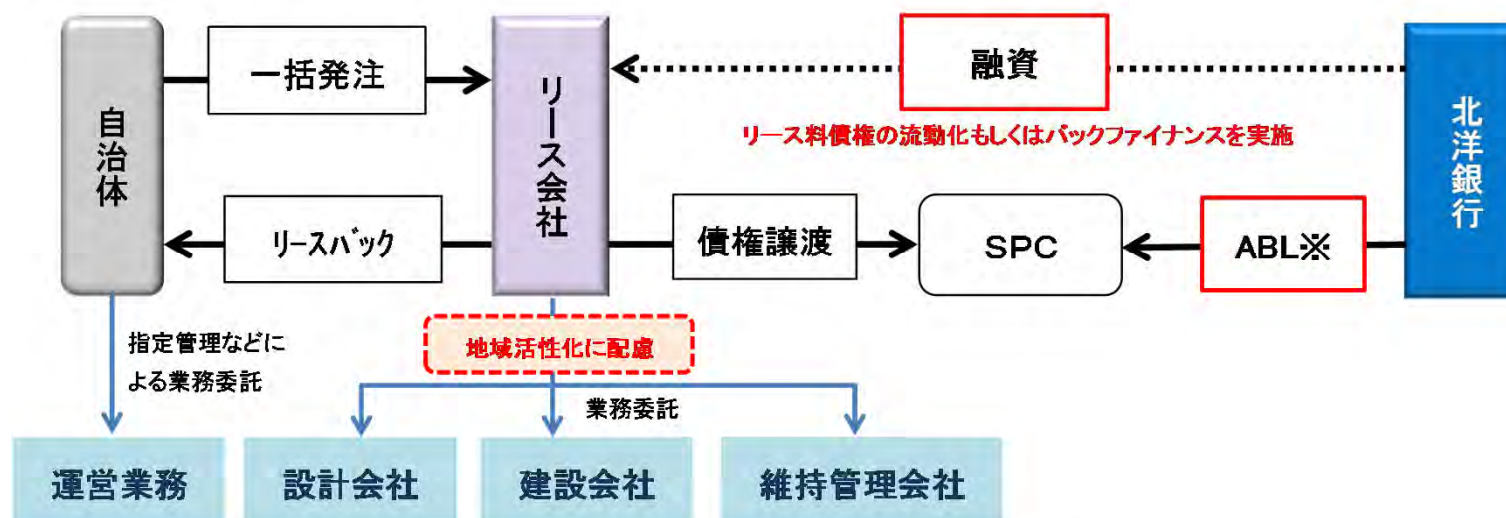 自治体
一括発注
リース会社
融資
北洋銀行
リース料債権の流動化もしくはバックファイナンスを実施
リースバック
債権譲渡
SPC
ABL※
指定管理などに
よる業務委託
地域活性化に配慮
業務委託
運営業務
設計会社
建設会社
維持管理会社